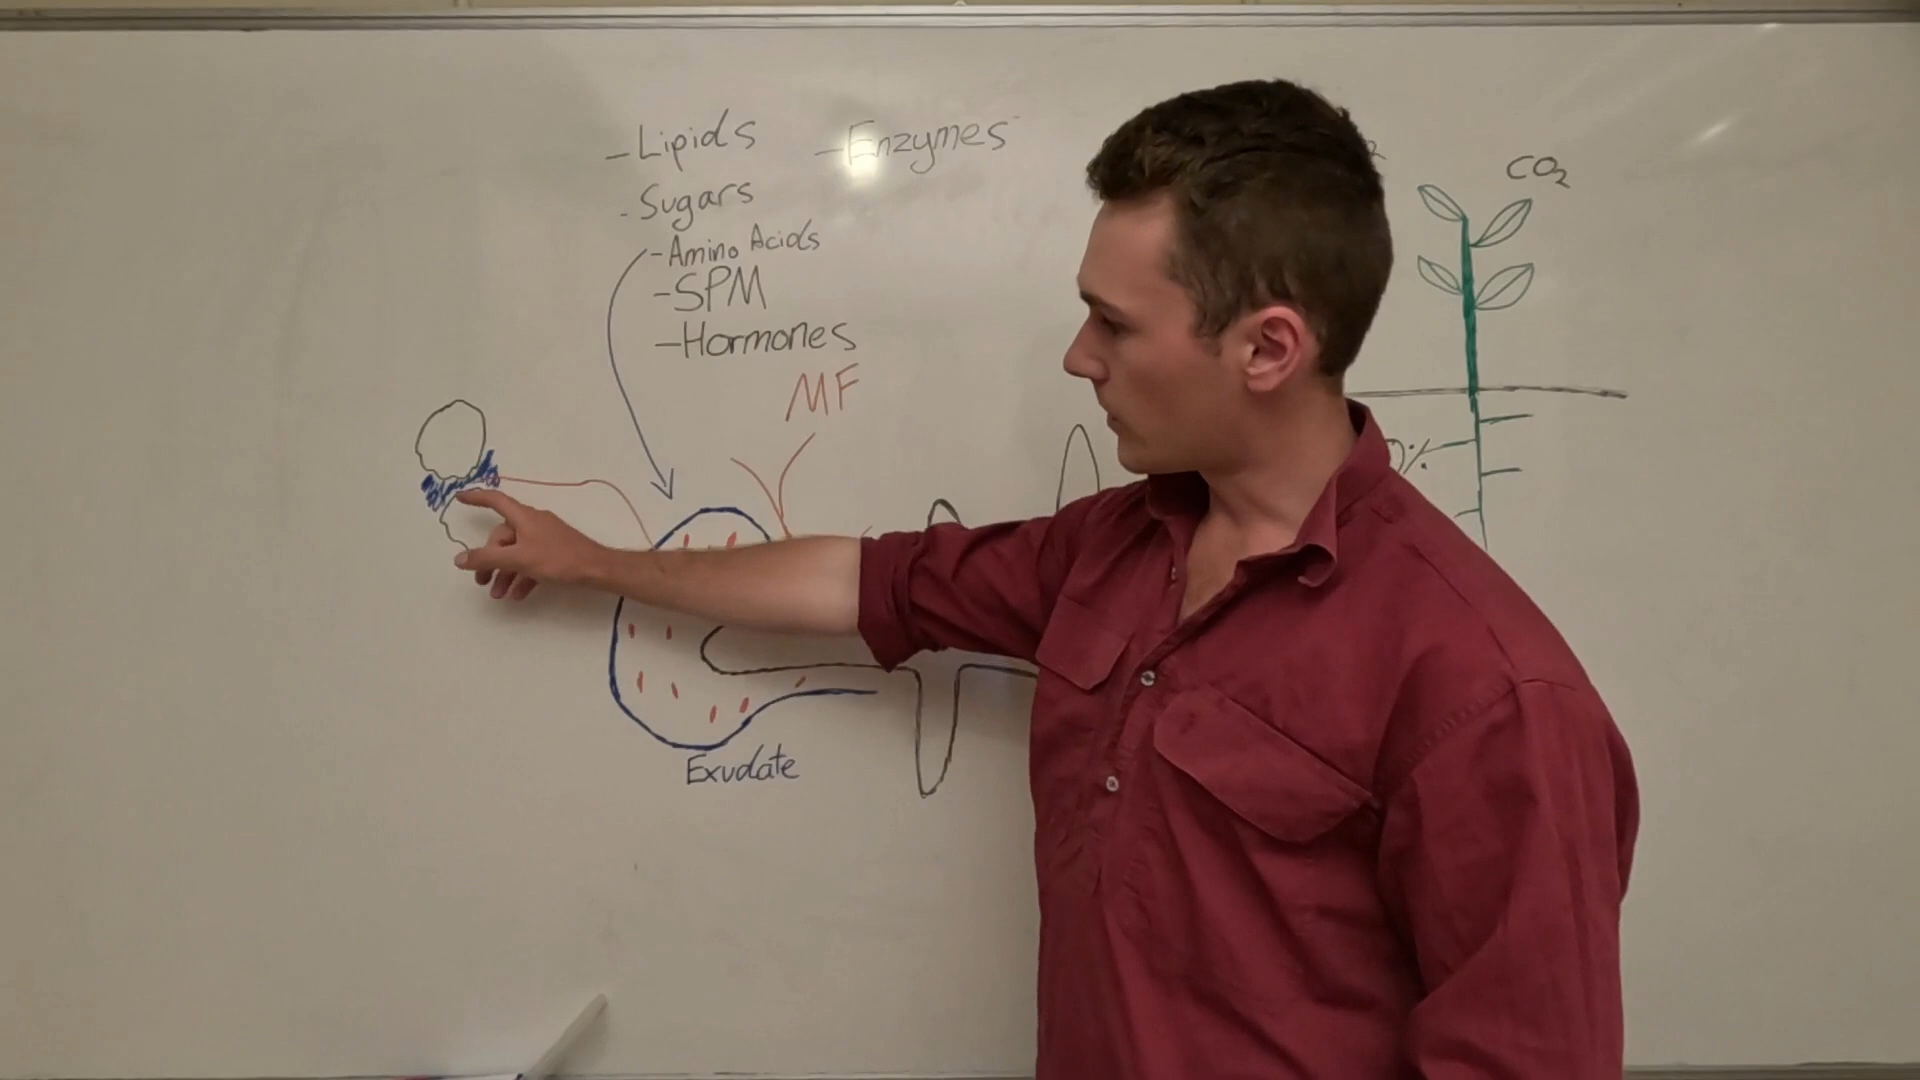 - Lipids
- Enzymes
- Sugars
- Amino Acids
- SPM
- Hormones
MF
CO2
Exudate